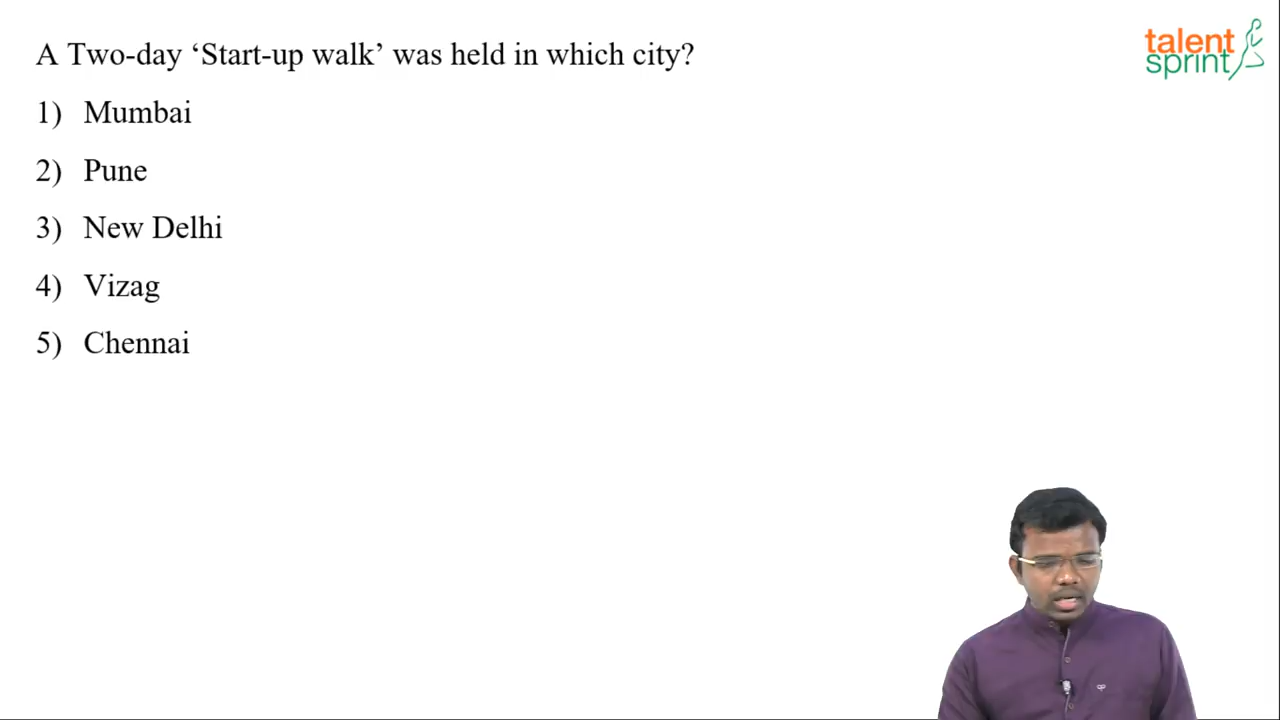 A Two-day ‘Start-up walk’ was held in which city?
talent
sprint
1) Mumbai
2) Pune
3) New Delhi
4) Vizag
5) Chennai